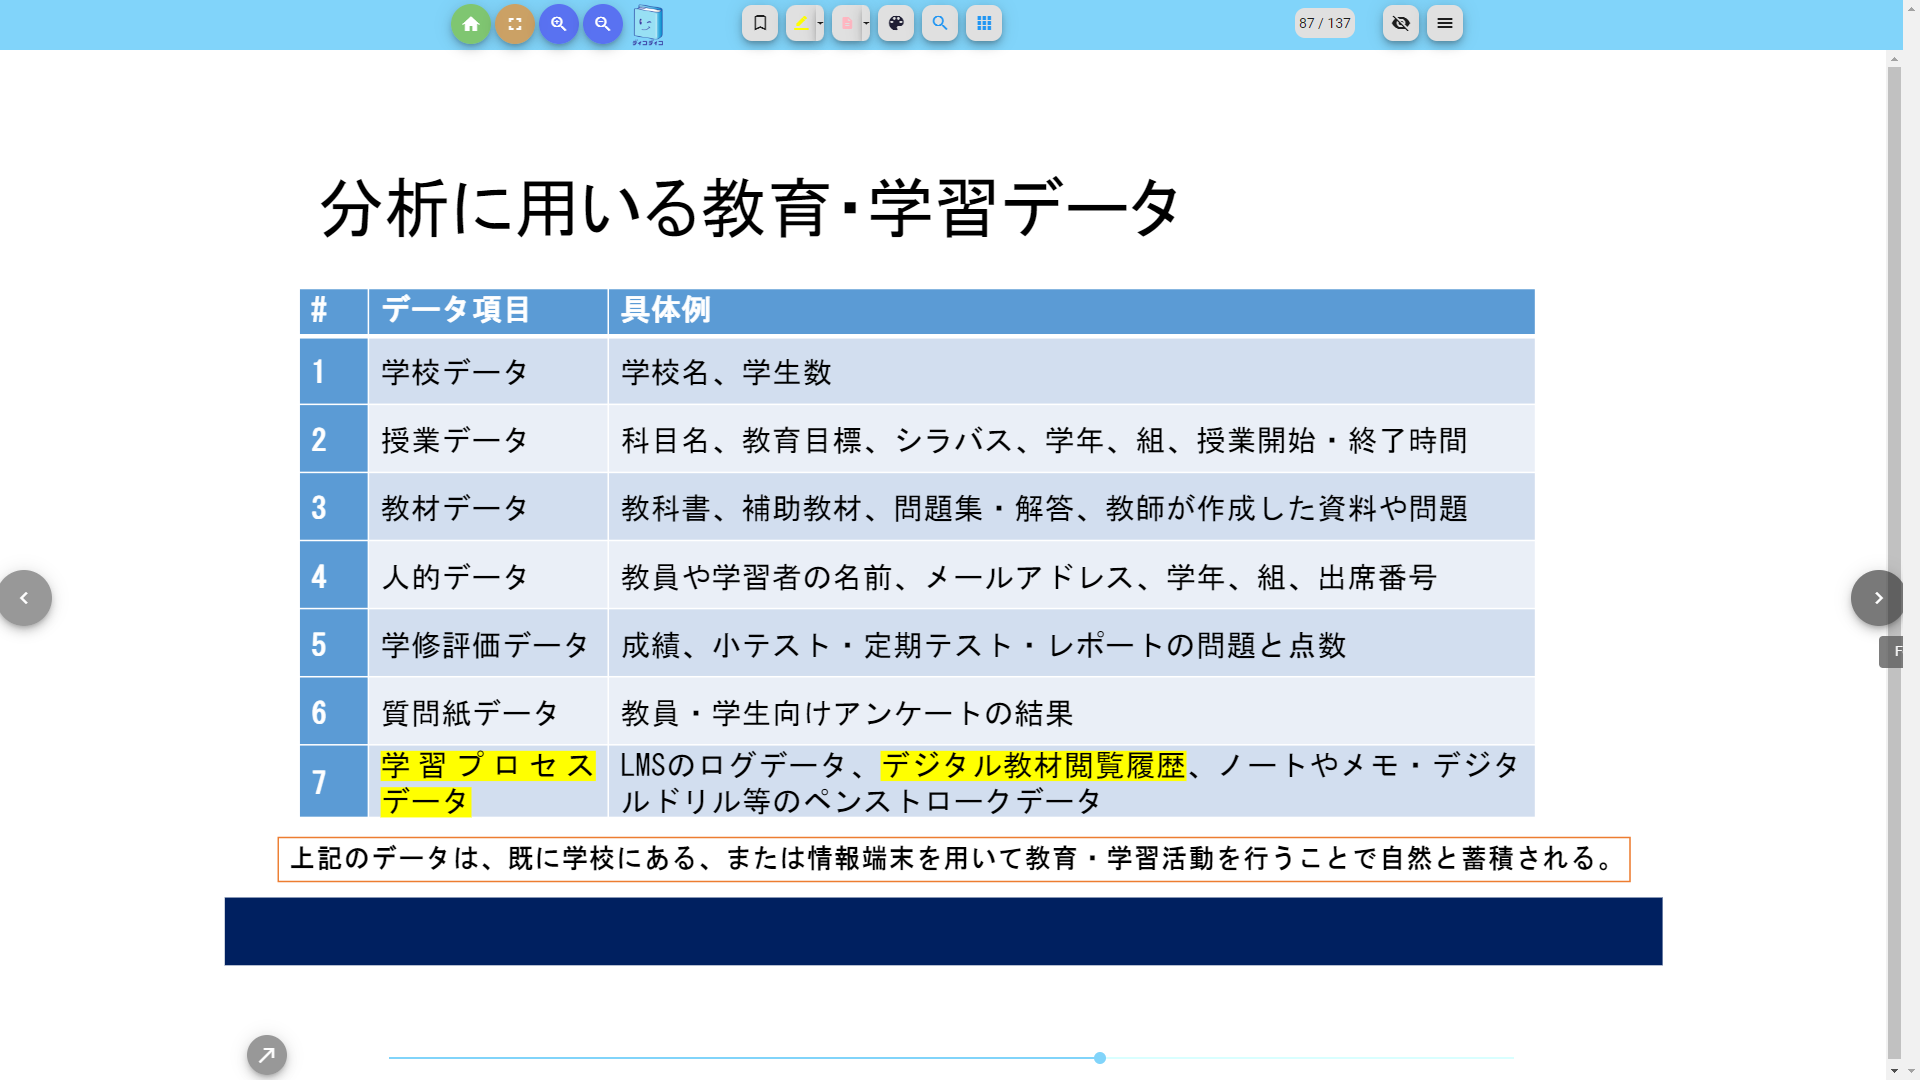 ダイコダイコ
87 / 137
分析に用いる教育・学習データ
# データ項目 具体例
1 学校データ 学校名、学生数
2 授業データ 科目名、教育目標、シラバス、学年、組、授業開始・終了時間
3 教材データ 教科書、補助教材、問題集・解答、教師が作成した資料や問題
4 人的データ 教員や学習者の名前、メールアドレス、学年、組、出席番号
5 学修評価データ 成績、小テスト・定期テスト・レポートの問題と点数
6 質問紙データ 教員・学生向けアンケートの結果
7 学習プロセス
データ
LMSのログデータ、デジタル教材閲覧履歴、ノートやメモ・デジタ
ルドリル等のペンストロークデータ
上記のデータは、既に学校にある、または情報端末を用いて教育・学習活動を行うことで自然と蓄積される。
F